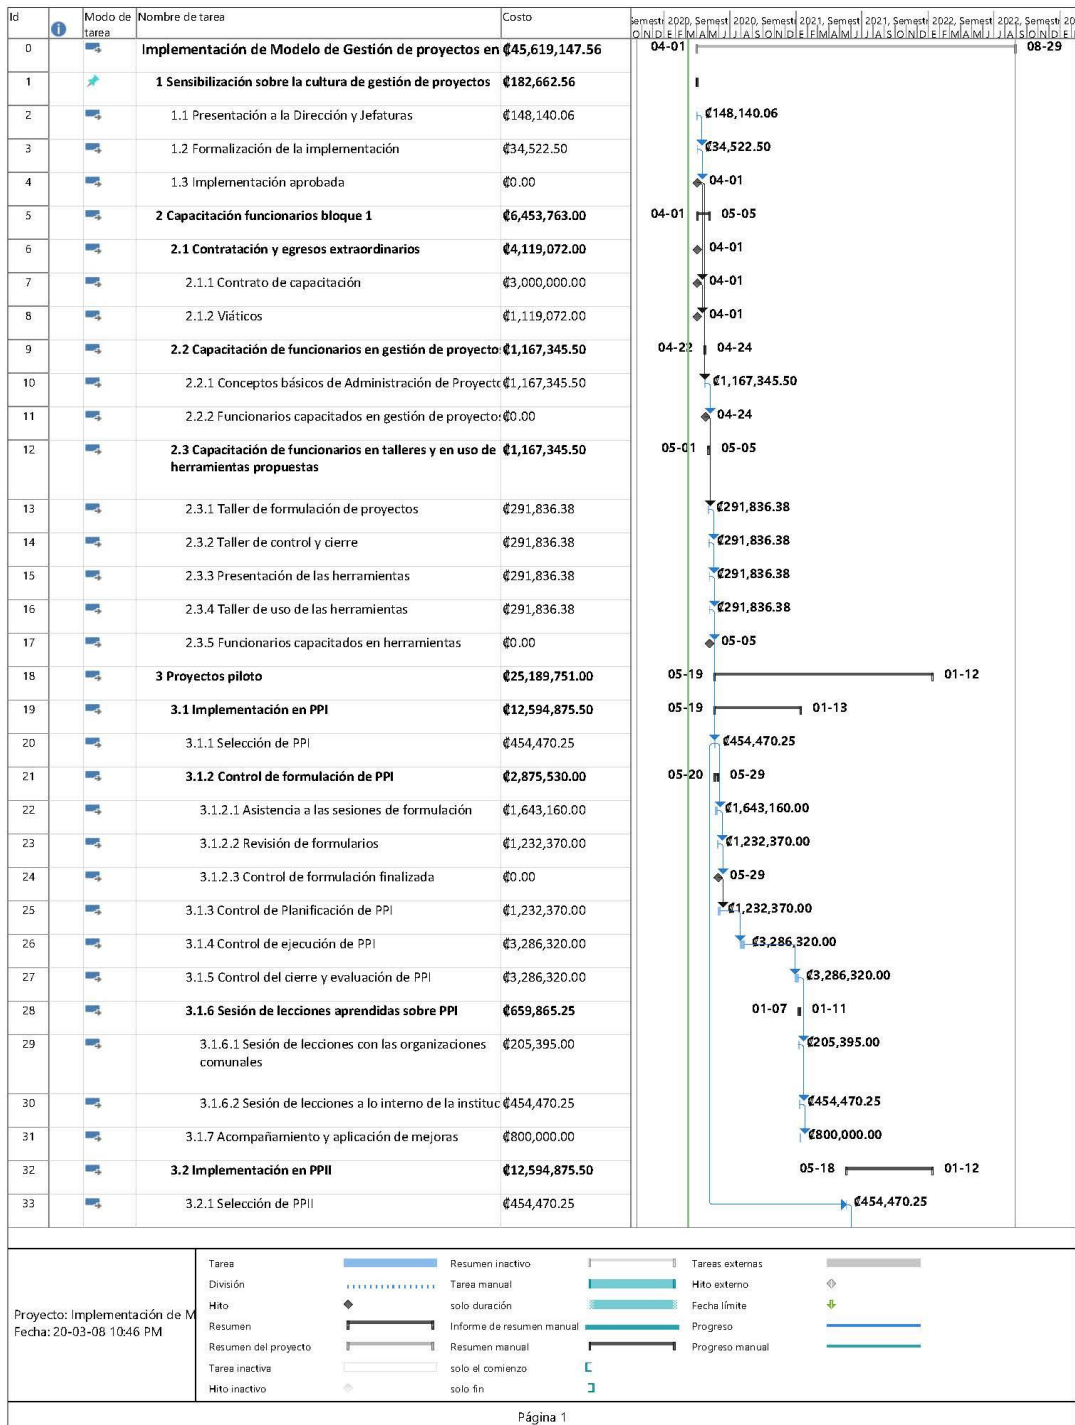 Id Modo de tarea Nombre de tarea Costo
Semestre 2020, Semest 2020, Semest 2021, Semest 2021, Semest 2022, Semest 2022, Semest 20
0 Implementación de Modelo de Gestión de proyectos en ₡45,619,147.56 04-01 08-29
1 1 Sensibilización sobre la cultura de gestión de proyectos ₡182,662.56
2 1.1 Presentación a la Dirección y Jefaturas ₡148,140.06 ₡148,140.06
3 1.2 Formalización de la implementación ₡34,522.50 ₡34,522.50
4 1.3 Implementación aprobada ₡0.00 04-01
5 2 Capacitación funcionarios bloque 1 ₡6,453,763.00 04-01 05-05
6 2.1 Contratación y egresos extraordinarios ₡4,119,072.00 04-01
7 2.1.1 Contrato de capacitación ₡3,000,000.00 04-01
8 2.1.2 Viáticos ₡1,119,072.00 04-01
9 2.2 Capacitación de funcionarios en gestión de proyecto ₡1,167,345.50 04-22 04-24
10 2.2.1 Conceptos básicos de Administración de Proyecto ₡1,167,345.50 ₡1,167,345.50
11 2.2.2 Funcionarios capacitados en gestión de proyecto ₡0.00 04-24
12 2.3 Capacitación de funcionarios en talleres y en uso de ₡1,167,345.50 05-01 05-05
herramientas propuestas
13 2.3.1 Taller de formulación de proyectos ₡291,836.38 ₡291,836.38
14 2.3.2 Taller de control y cierre ₡291,836.38 ₡291,836.38
15 2.3.3 Presentación de las herramientas ₡291,836.38 ₡291,836.38
16 2.3.4 Taller de uso de las herramientas ₡291,836.38 ₡291,836.38
17 2.3.5 Funcionarios capacitados en herramientas ₡0.00 05-05
18 3 Proyectos piloto ₡25,189,751.00 05-19 01-12
19 3.1 Implementación en PPI ₡12,594,875.50 05-19 01-13
20 3.1.1 Selección de PPI ₡454,470.25 ₡454,470.25
21 3.1.2 Control de formulación de PPI ₡2,875,530.00 05-20 05-29
22 3.1.2.1 Asistencia a las sesiones de formulación ₡1,643,160.00 ₡1,643,160.00
23 3.1.2.2 Revisión de formularios ₡1,232,370.00 ₡1,232,370.00
24 3.1.2.3 Control de formulación finalizada ₡0.00 05-29
25 3.1.3 Control de Planificación de PPI ₡1,232,370.00 ₡1,232,370.00
26 3.1.4 Control de ejecución de PPI ₡3,286,320.00 ₡3,286,320.00
27 3.1.5 Control del cierre y evaluación de PPI ₡3,286,320.00 ₡3,286,320.00
28 3.1.6 Sesión de lecciones aprendidas sobre PPI ₡659,865.25 01-07 01-11
29 3.1.6.1 Sesión de lecciones con las organizaciones ₡205,395.00 ₡205,395.00
comunales
30 3.1.6.2 Sesión de lecciones a lo interno de la instituc ₡454,470.25 ₡454,470.25
31 3.1.7 Acompañamiento y aplicación de mejoras ₡800,000.00 ₡800,000.00
32 3.2 Implementación en PPII ₡12,594,875.50 05-18 01-12
33 3.2.1 Selección de PPII ₡454,470.25 ₡454,470.25
Proyecto: Implementación de M
Fecha: 20-03-08 10:46 PM
Tarea Resumen inactivo Tareas externas
División Tarea manual Hito externo
Hito solo duración Fecha límite
Resumen Informe de resumen manual Progreso
Resumen del proyecto Resumen manual Progreso manual
Tarea inactiva solo el comienzo
Hito inactivo solo fin
Página 1